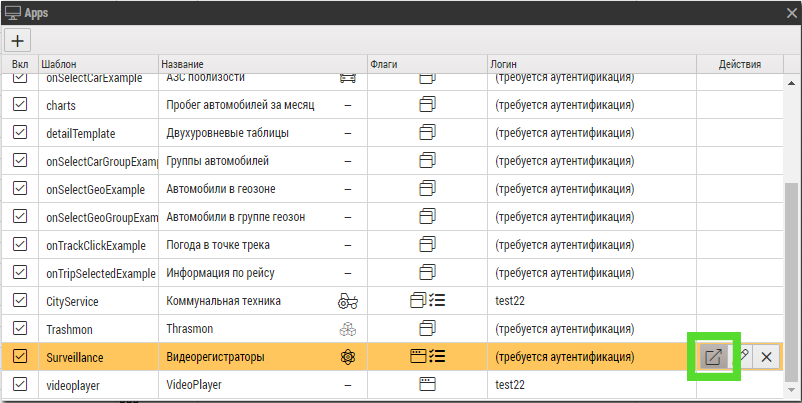 Apps
Вкл Шаблон Название Флаги Логин Действия
onSelectCarExample АЗС поблизости (требуется аутентификация)
charts Пробег автомобилей за месяц – (требуется аутентификация)
detailTemplate Двухуровневые таблицы – (требуется аутентификация)
onSelectCarGroupExamp Группы автомобилей – (требуется аутентификация)
onSelectGeoExample Автомобили в геозоне – (требуется аутентификация)
onSelectGeoGroupExam Автомобили в группе геозон – (требуется аутентификация)
onTrackClickExample Погода в точке трека – (требуется аутентификация)
onTripSelectedExample Информация по рейсу – (требуется аутентификация)
CityService Коммунальная техника test22
Trashmon Thrasmon (требуется аутентификация)
Surveillance Видеорегистраторы (требуется аутентификация)
videoplayer VideoPlayer – test22